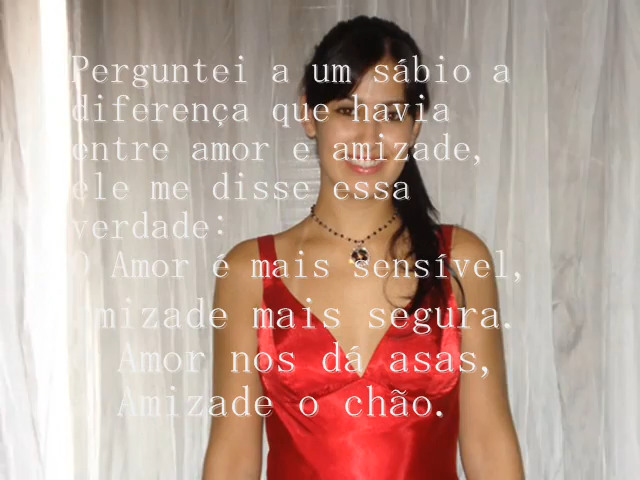 Perguntei a um sábio a
diferença que havia
entre amor e amizade,
ele me disse essa
verdade:
O Amor é mais sensível,
mizade mais segura.
Amor nos dá asas,
Amizade o chão.